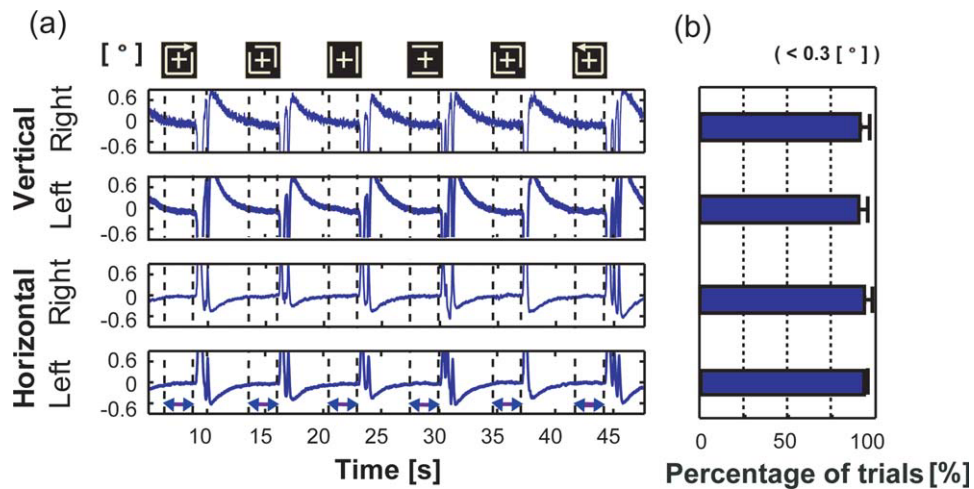 (a)
[ ° ]
Vertical
Right
0.6
0
-0.6
Left
0.6
0
-0.6
Horizontal
Right
0.6
0
-0.6
Left
0.6
0
-0.6
10 15 20 25 30 35 40 45
Time [s]
(b)
( < 0.3 [ ° ] )
0 50 100
Percentage of trials [%]